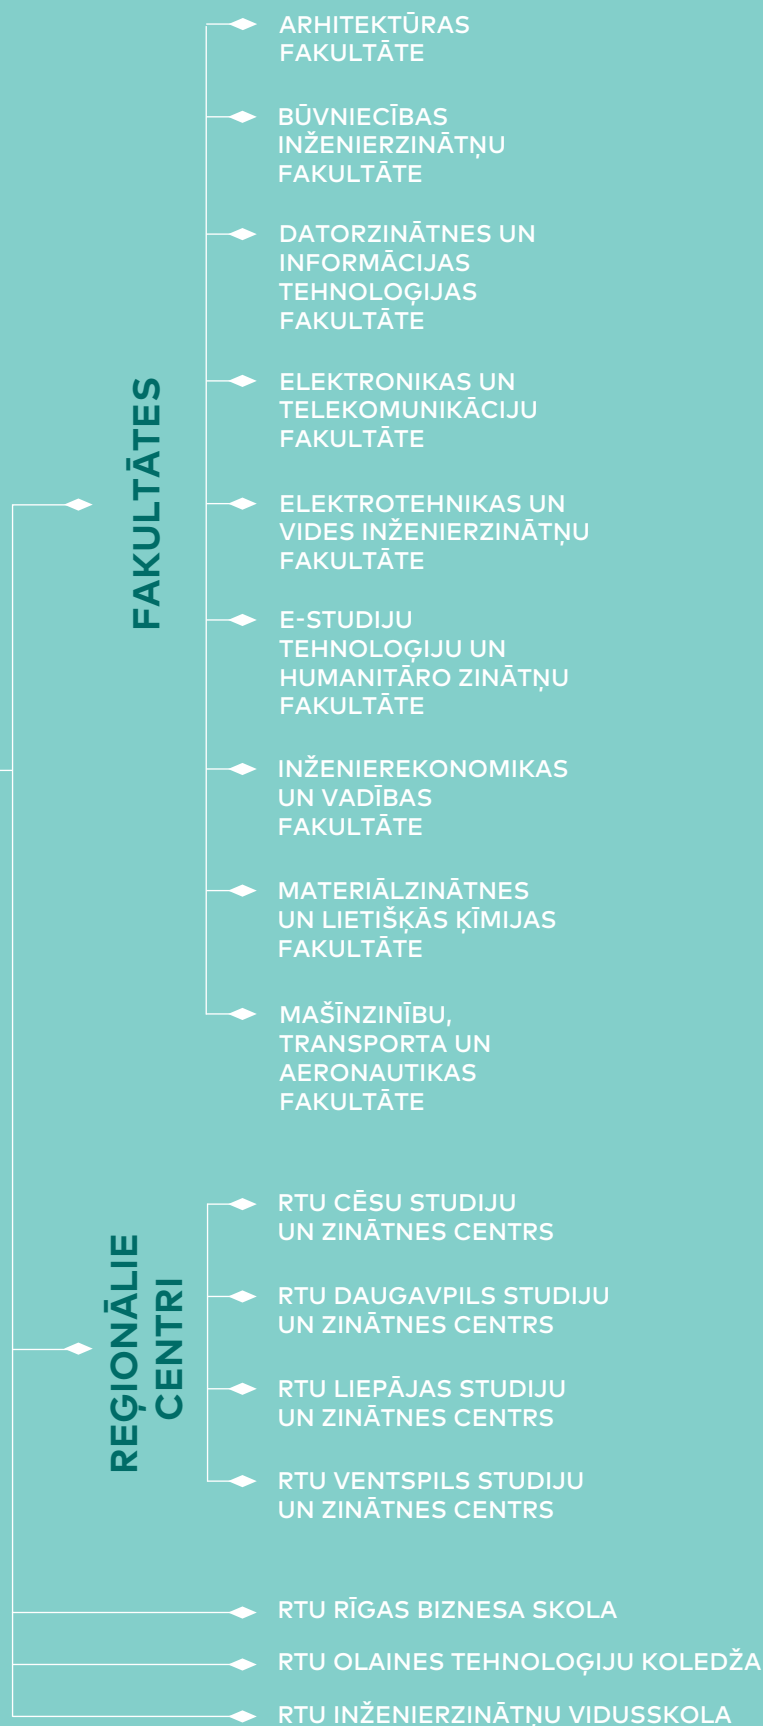 FAKULTĀTES
ARHITEKTŪRAS
FAKULTĀTE
BŪVNIECĪBAS
INŽENIERZINĀTŅU
FAKULTĀTE
DATORZINĀTNES UN
INFORMĀCIJAS
TEHNOLOĢIJAS
FAKULTĀTE
ELEKTRONIKAS UN
TELEKOMUNIKĀCIJU
FAKULTĀTE
ELEKTROTEHNIKAS UN
VIDES INŽENIERZINĀTŅU
FAKULTĀTE
E-STUDIJU
TEHNOLOĢIJU UN
HUMANITĀRO ZINĀTŅU
FAKULTĀTE
INŽENIEREKONOMIKAS
UN VADĪBAS
FAKULTĀTE
MATERIĀLZINĀTNES
UN LIETIŠĶĀS ĶĪMIJAS
FAKULTĀTE
MAŠĪNZINĪBU,
TRANSPORTA UN
AERONAUTIKAS
FAKULTĀTE
REĢIONĀLIE
CENTRI
RTU CĒSU STUDIJU
UN ZINĀTNES CENTRS
RTU DAUGAVPILS STUDIJU
UN ZINĀTNES CENTRS
RTU LIEPĀJAS STUDIJU
UN ZINĀTNES CENTRS
RTU VENTSPILS STUDIJU
UN ZINĀTNES CENTRS
RTU RĪGAS BIZNESA SKOLA
RTU OLAINES TEHNOLOĢIJU KOLEDŽA
RTU INŽENIERZINĀTŅU VIDUSSKOLA